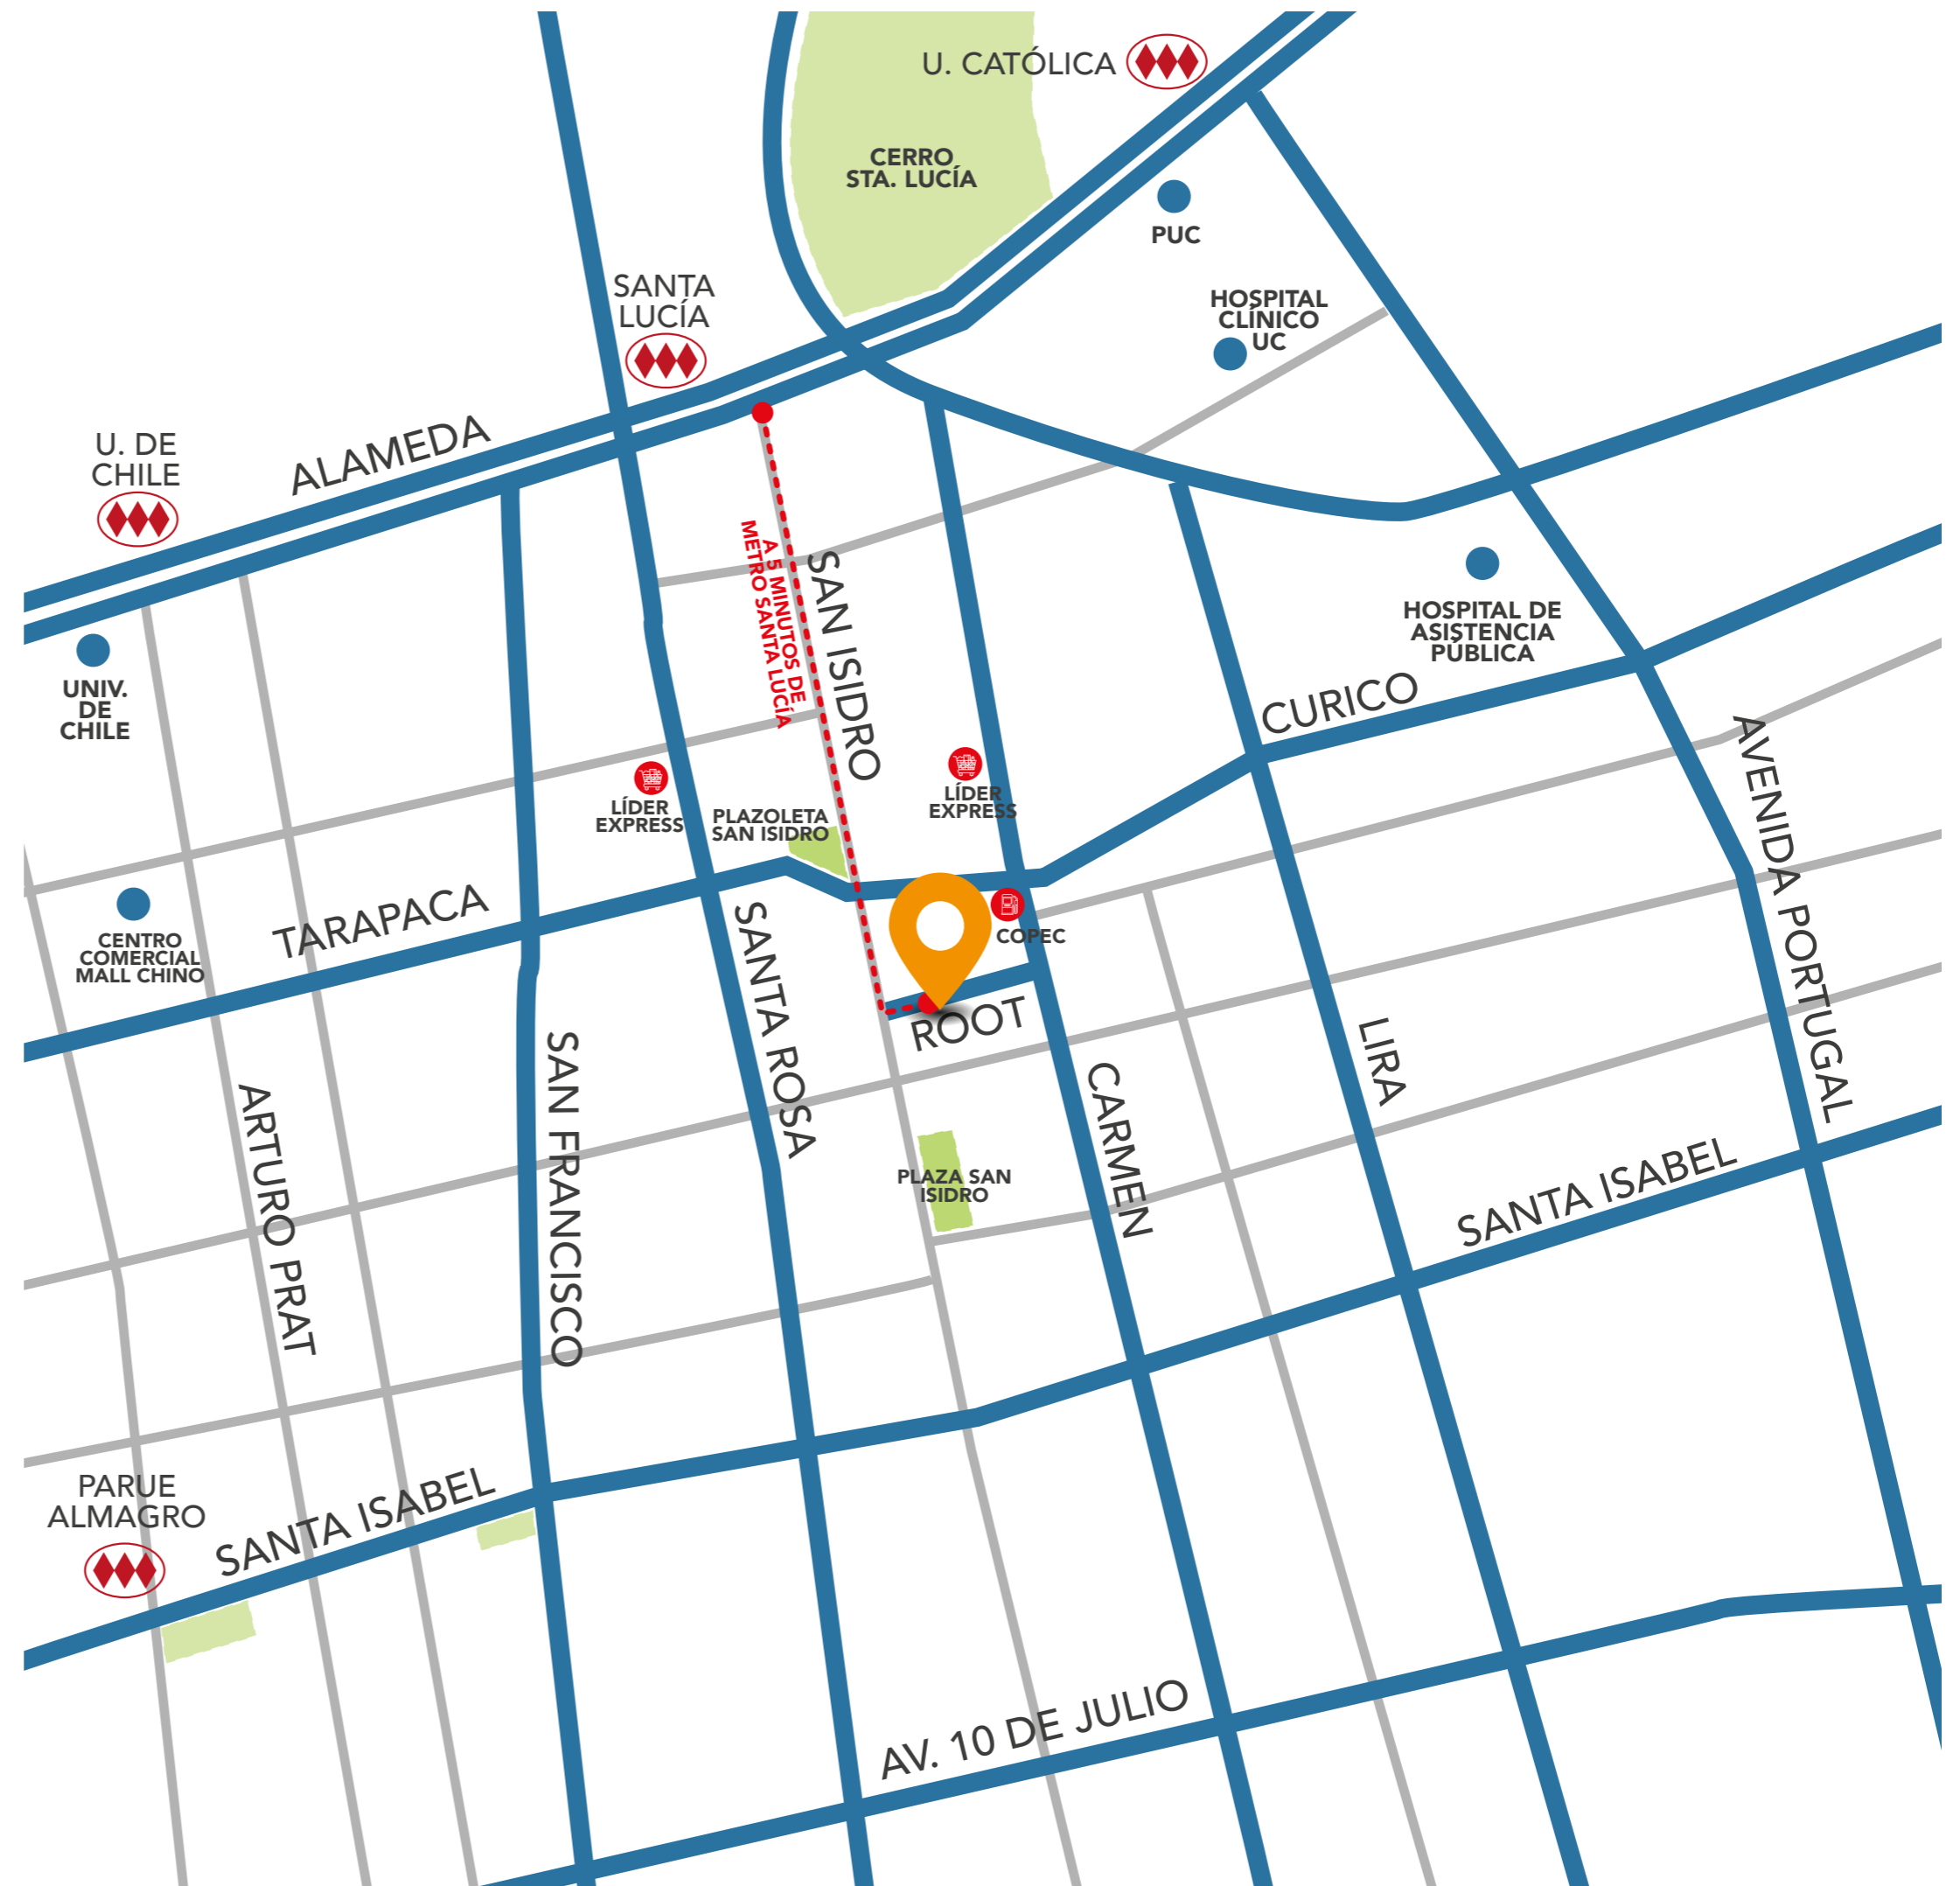 U. CATÓLICA
CERRO
STA. LUCÍA
PUC
SANTA
LUCÍA
HOSPITAL
CLÍNICO
UC
U. DE
CHILE
ALAMEDA
A 5 MINUTOS DE
METRO SANTA LUCÍA
SAN ISIDRO
HOSPITAL DE
ASISTENCIA
PÚBLICA
UNIV.
DE
CHILE
CURICO
AVENIDA PORTUGAL
LÍDER
EXPRESS
PLAZOLETA
SAN ISIDRO
LÍDER
EXPRESS
TARAPACA
CENTRO
COMERCIAL
MALL CHINO
SANTA ROSA
COPEC
ROOT
SAN FRANCISCO
LIRA
CARMEN
ARTURO PRAT
PLAZA SAN
ISIDRO
SANTA ISABEL
PARUE
ALMAGRO
SANTA ISABEL
AV. 10 DE JULIO